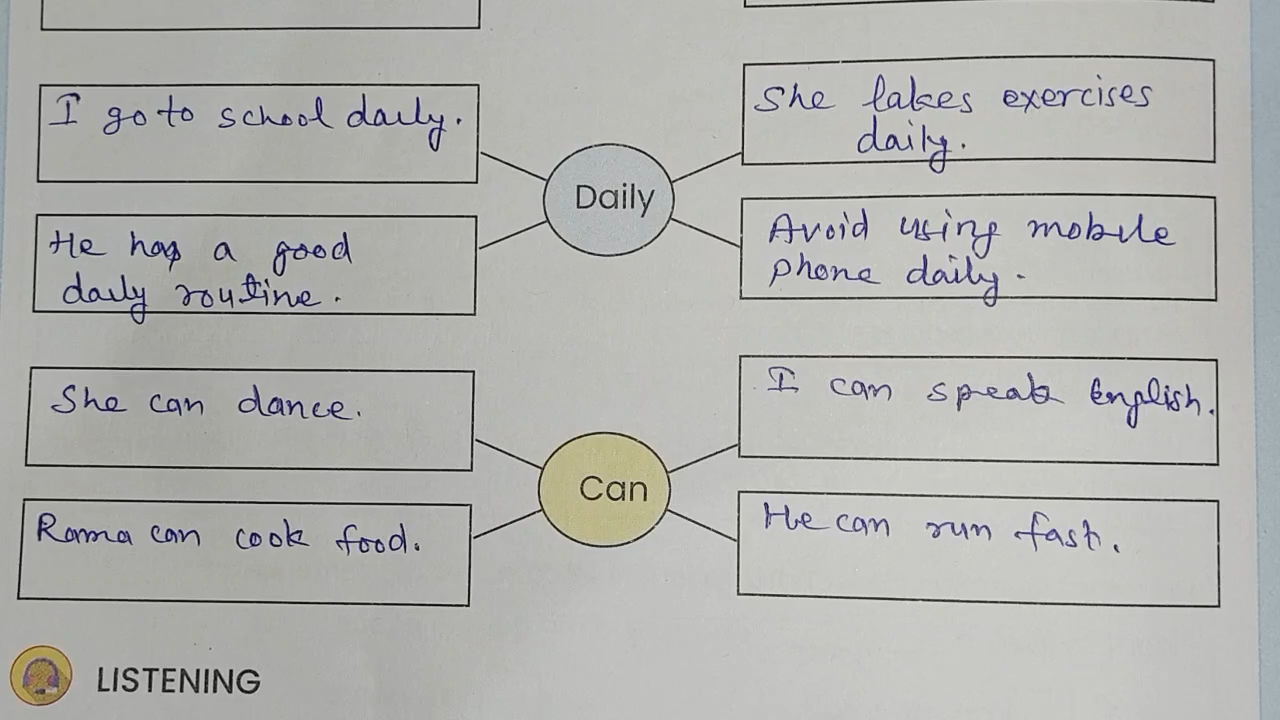 I go to school daily.
She takes exercises
daily.
Daily
He has a good
daily routine.
Avoid using mobile
phone daily.
She can dance.
I can speak English.
Can
Rama can cook food.
He can run fast.
LISTENING